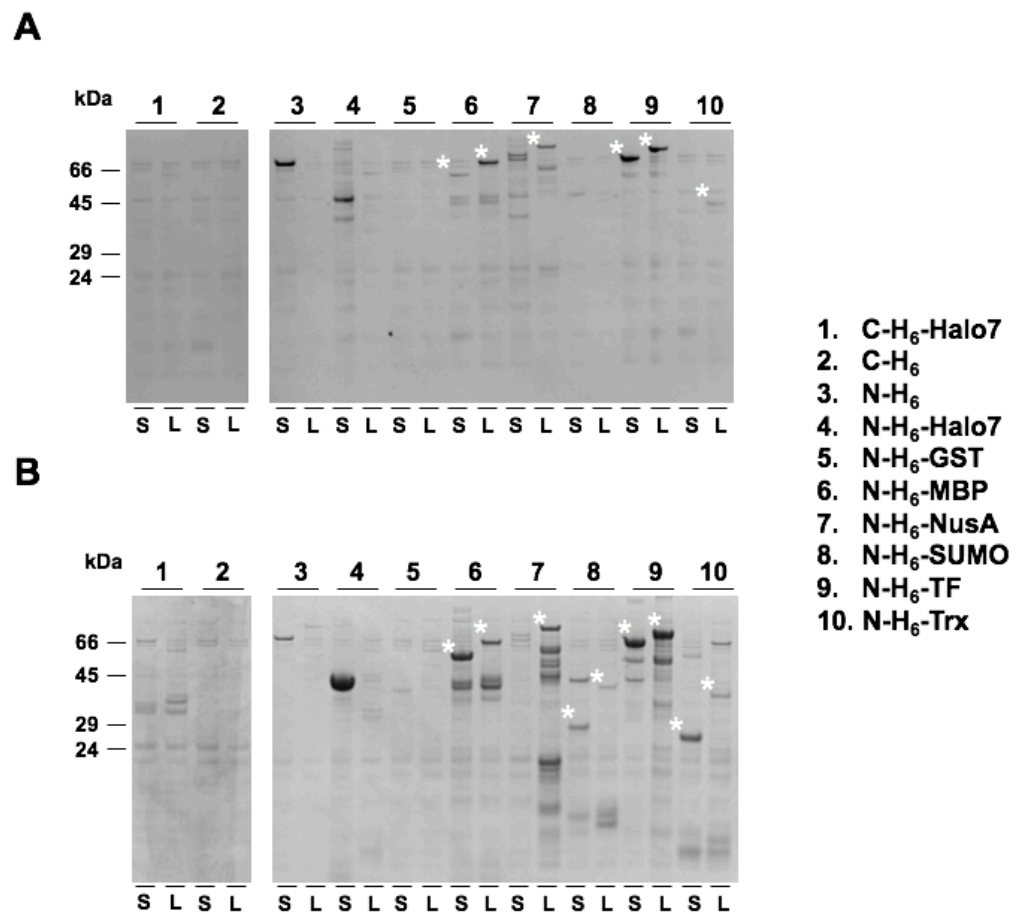 A
kDa 1 2 3 4 5 6 7 8 9 10
66
45
29
24
S L S L S L S L S L S L S L S L S L S L
1. C-H₆-Halo7
2. C-H₆
3. N-H₆
4. N-H₆-Halo7
5. N-H₆-GST
6. N-H₆-MBP
7. N-H₆-NusA
8. N-H₆-SUMO
9. N-H₆-TF
10. N-H₆-Trx
B
kDa 1 2 3 4 5 6 7 8 9 10
66
45
29
24
S L S L S L S L S L S L S L S L S L S L